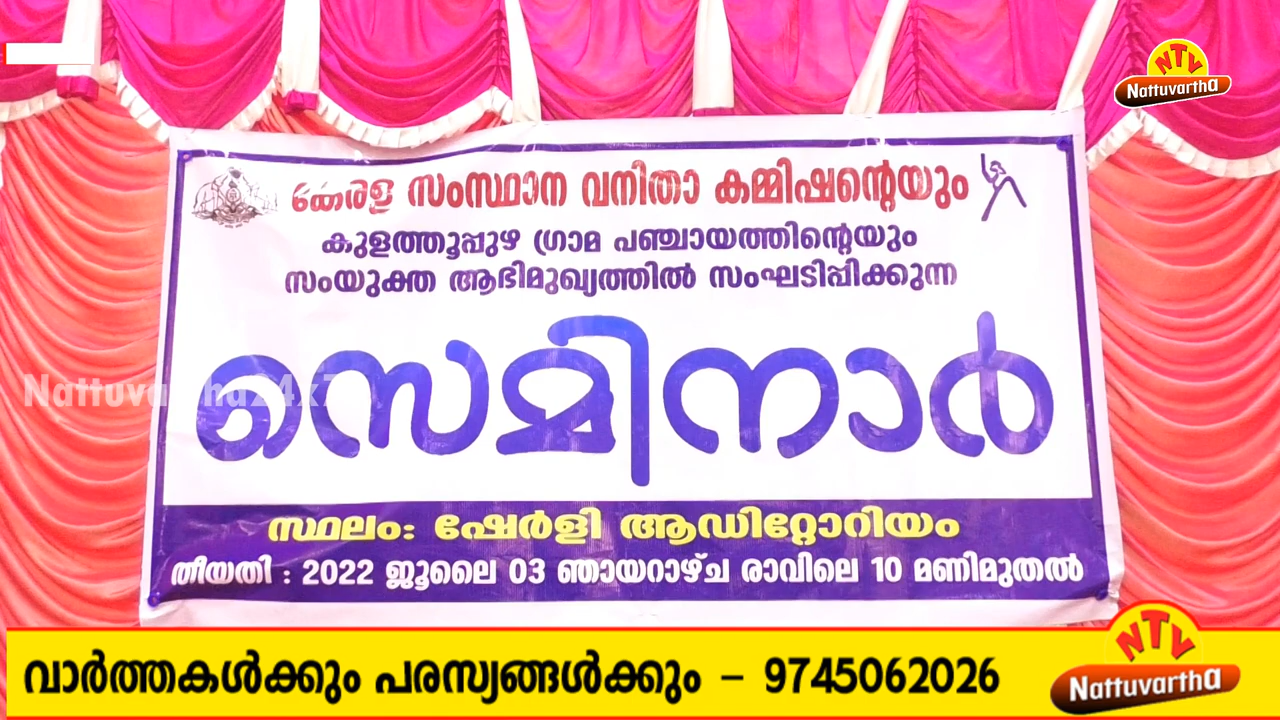 NTV
Nattuvartha
കേരള സംസ്ഥാന വനിതാ കമ്മിഷന്റെയും
കുളത്തൂപ്പുഴ ഗ്രാമ പഞ്ചായത്തിന്റെയും
സംയുക്ത ആഭിമുഖ്യത്തിൽ സംഘടിപ്പിക്കുന്ന
സെമിനാർ
Nattuvartha24x7
സ്ഥലം: ഷേർളി ആഡിറ്റോറിയം
തീയതി : 2022 ജൂലൈ 03 ഞായറാഴ്ച രാവിലെ 10 മണിമുതൽ
വാർത്തകൾക്കും പരസ്യങ്ങൾക്കും - 9745062026
NTV
Nattuvartha